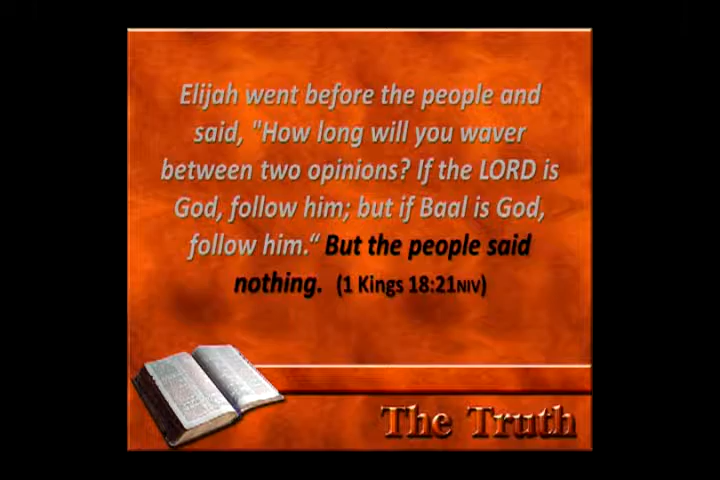 Elijah went before the people and
said, "How long will you waver
between two opinions? If the LORD is
God, follow him; but if Baal is God,
follow him.“ But the people said
nothing. (1 Kings 18:21NIV)
The Truth